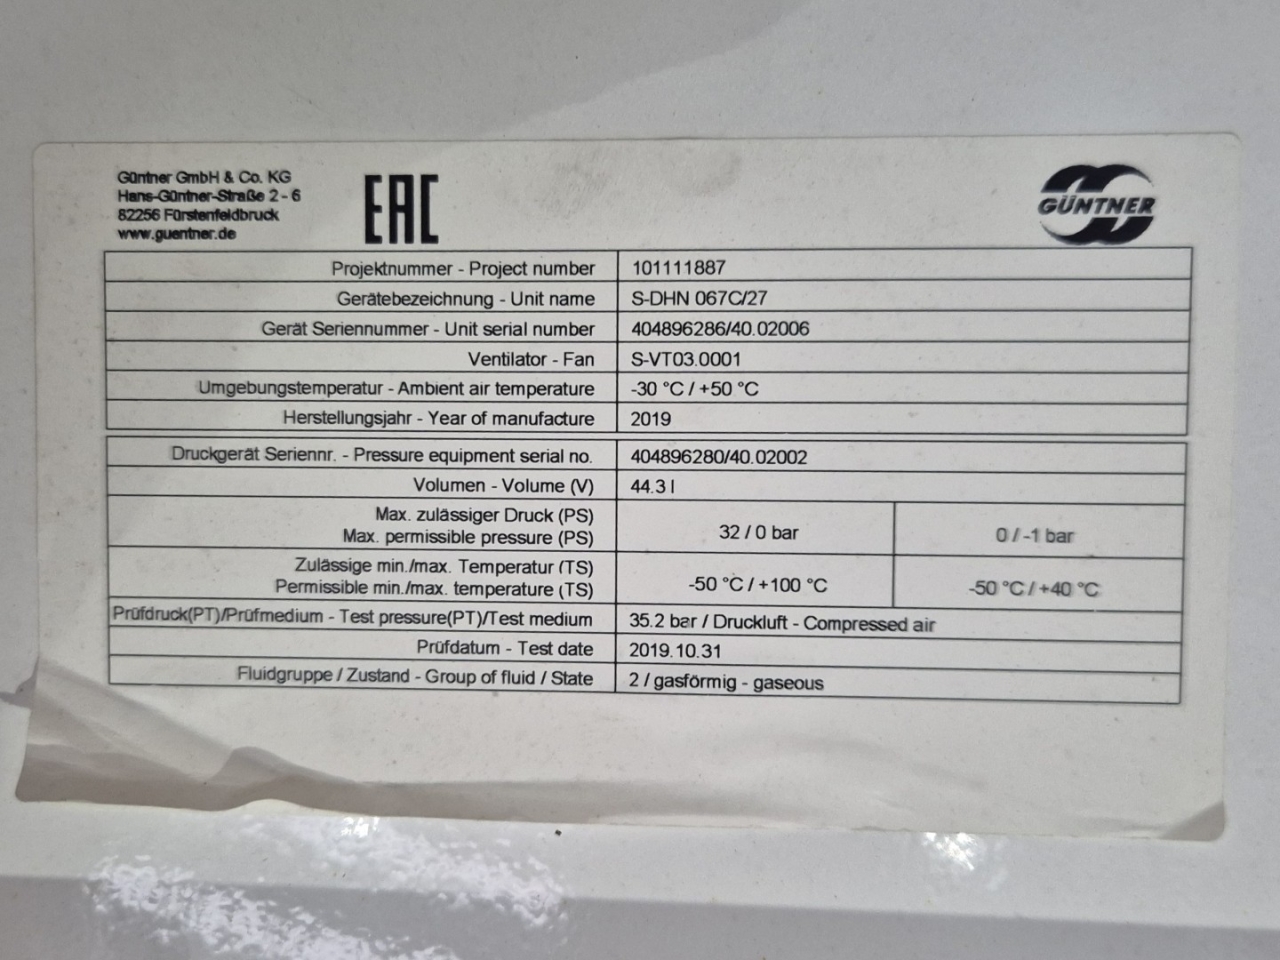 Güntner GmbH & Co. KG
Hans-Güntner-Straße 2 - 6
82256 Fürstenfeldbruck
www.guentner.de
EAC
GÜNTNER
Projektnummer - Project number 101111887
Gerätebezeichnung - Unit name S-DHN 067C/27
Gerät Seriennummer - Unit serial number 404896286/40.02006
Ventilator - Fan S-VT03.0001
Umgebungstemperatur - Ambient air temperature -30 °C / +50 °C
Herstellungsjahr - Year of manufacture 2019
Druckgerät Seriennr. - Pressure equipment serial no. 404896280/40.02002
Volumen - Volume (V) 44.3 l
Max. zulässiger Druck (PS)
Max. permissible pressure (PS) 32 / 0 bar 0 / -1 bar
Zulässige min./max. Temperatur (TS)
Permissible min./max. temperature (TS) -50 °C / +100 °C -50 °C / +40 °C
Prüfdruck(PT)/Prüfmedium - Test pressure(PT)/Test medium 35.2 bar / Druckluft - Compressed air
Prüfdatum - Test date 2019.10.31
Fluidgruppe / Zustand - Group of fluid / State 2 / gasförmig - gaseous